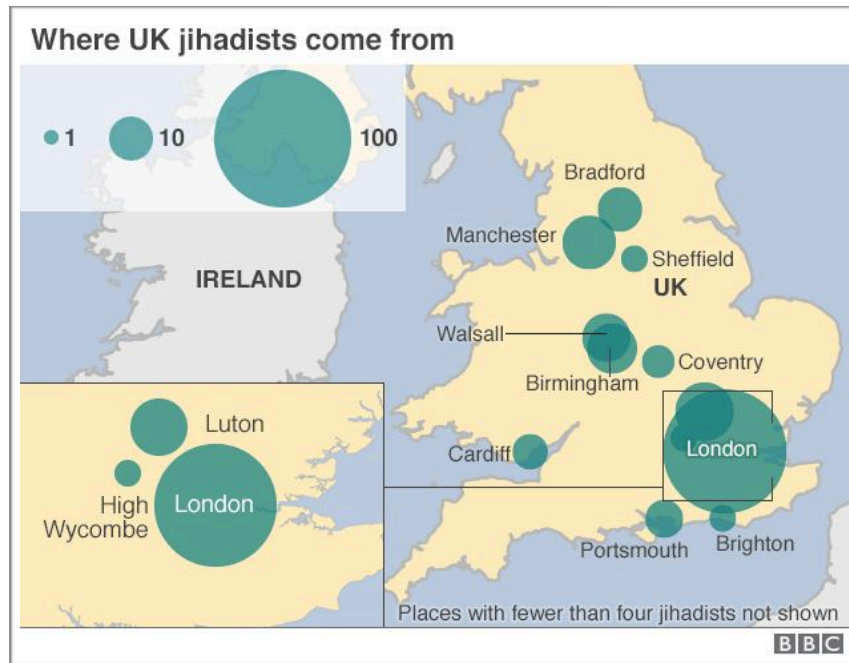 Where UK jihadists come from
1
10
100
Bradford
Manchester
Sheffield
IRELAND
UK
Walsall
Coventry
Birmingham
Luton
London
Cardiff
London
High
Wycombe
Portsmouth
Brighton
Places with fewer than four jihadists not shown
BBC